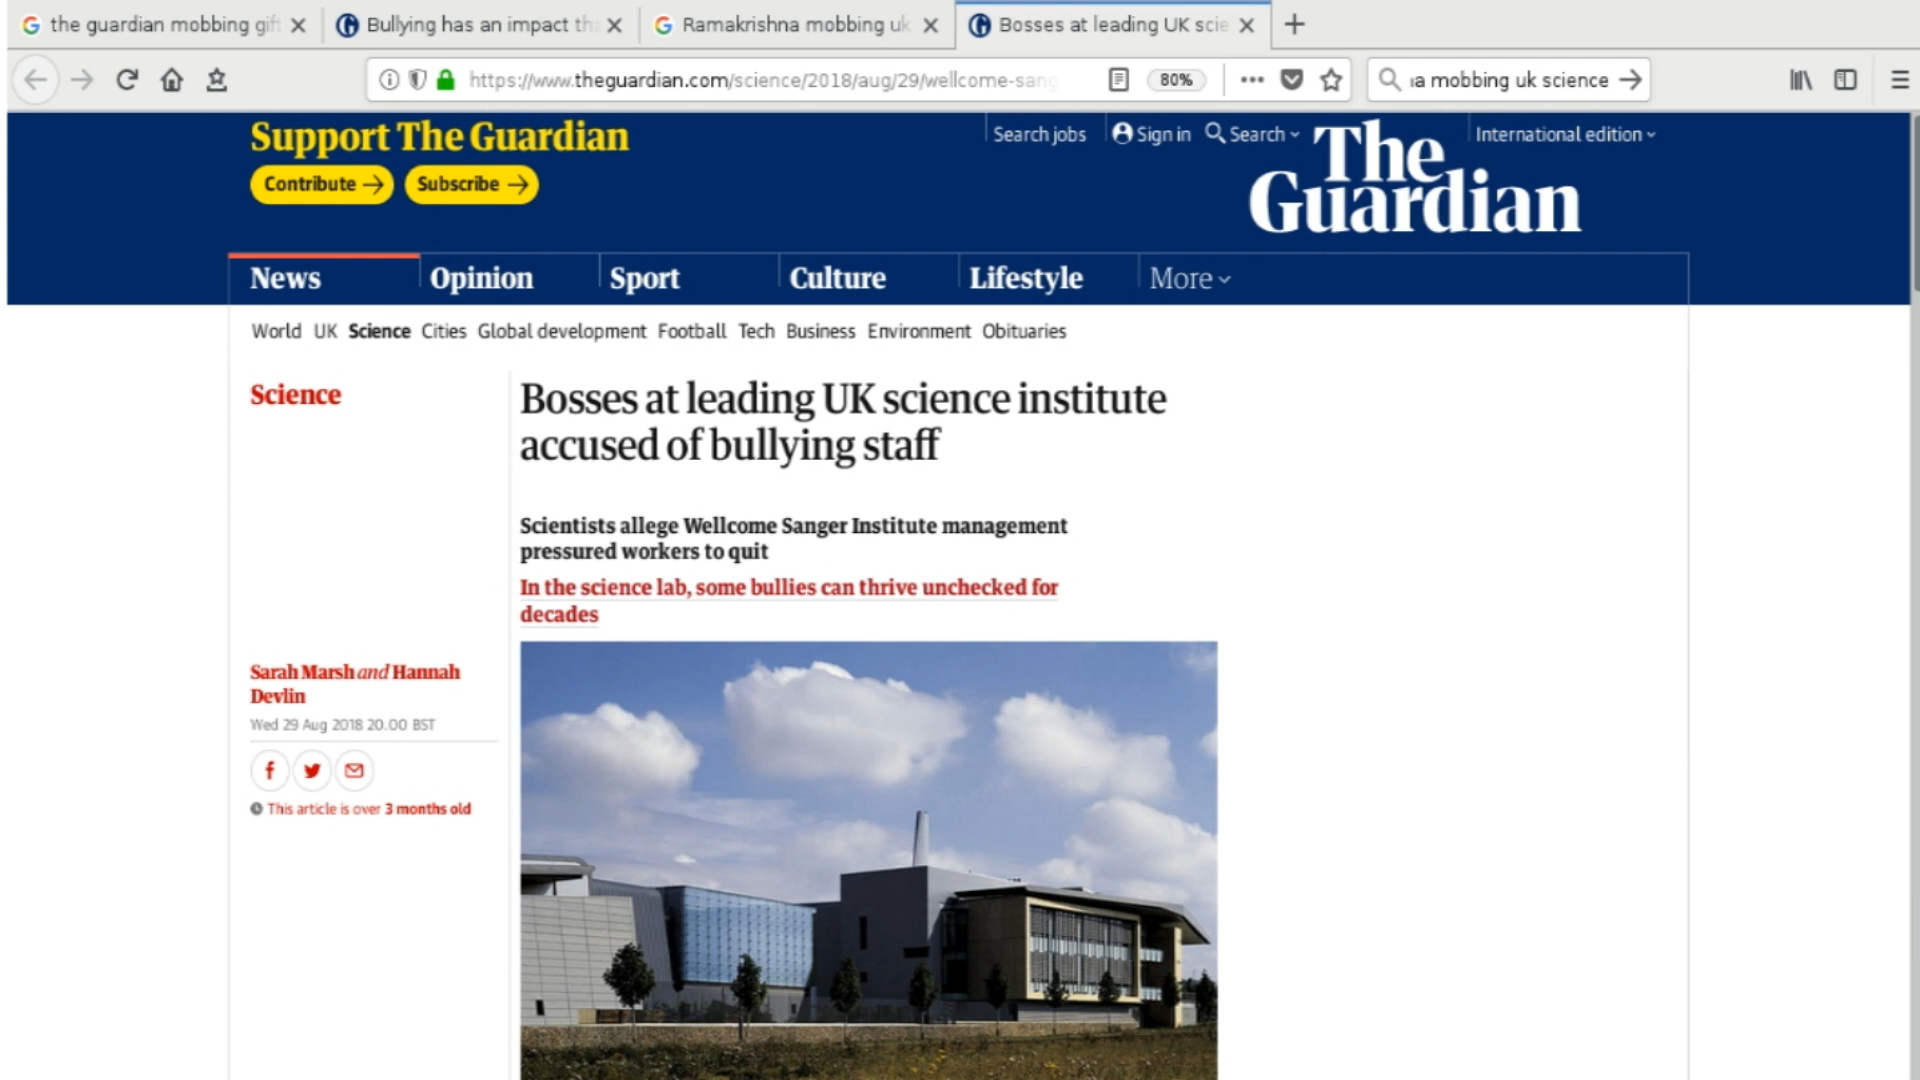 the guardian mobbing gif
Bullying has an impact th
Ramakrishna mobbing uk
Bosses at leading UK scie
https://www.theguardian.com/science/2018/aug/29/wellcome-sang
80%
a mobbing uk science
Support The Guardian
Contribute
Subscribe
Search jobs
Sign in
Search
International edition
The
Guardian
News
Opinion
Sport
Culture
Lifestyle
More
World UK Science Cities Global development Football Tech Business Environment Obituaries
Science
Bosses at leading UK science institute
accused of bullying staff
Scientists allege Wellcome Sanger Institute management
pressured workers to quit
In the science lab, some bullies can thrive unchecked for
decades
Sarah Marsh and Hannah
Devlin
Wed 29 Aug 2018 20.00 BST
This article is over 3 months old